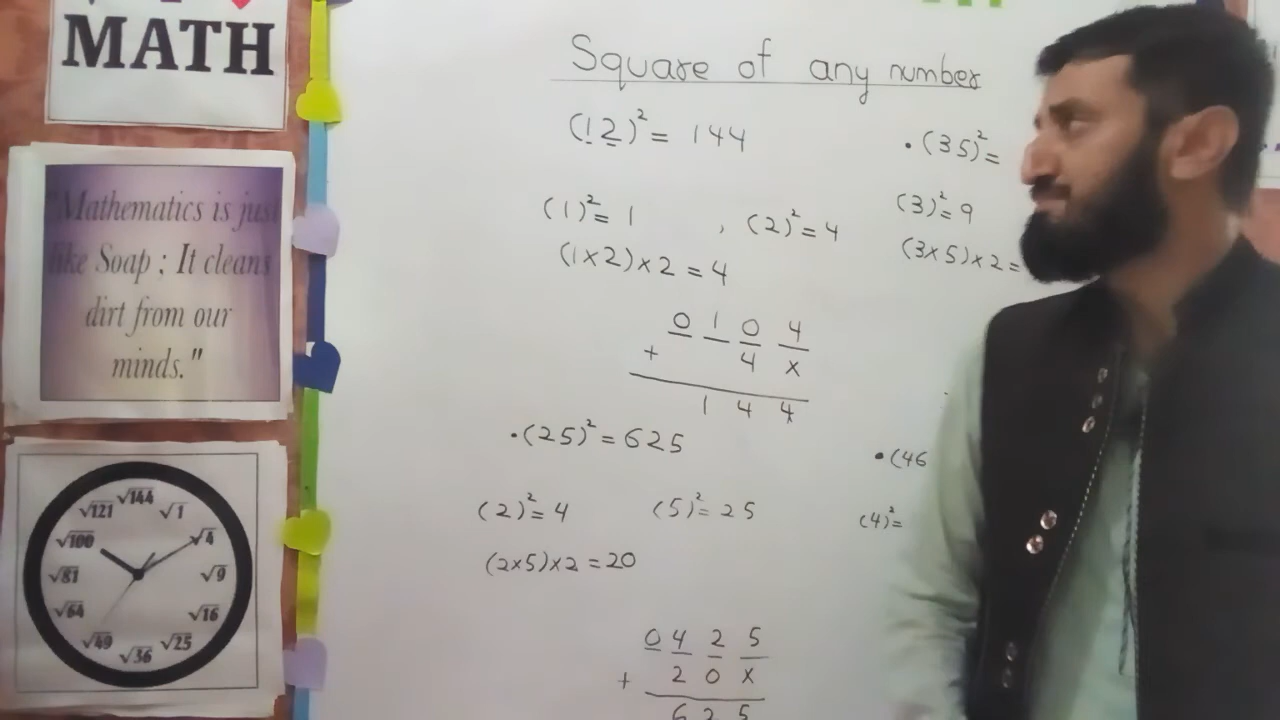 MATH
"Mathematics is just
like Soap ; It cleans
dirt from our
minds."
√144
√1
√4
√9
√16
√25
√36
√49
√64
√81
√100
√121
Square of any number
(12)² = 144
(1)² = 1 , (2)² = 4
(1×2)×2 = 4
0 1 0 4
+ 4 x
1 4 4
• (25)² = 625
(2)² = 4 (5)² = 25
(2×5)×2 = 20
0 4 2 5
+ 2 0 x
6 2 5
• (35)² =
(3)² = 9
(3×5)×2 =
• (46
(4)² =